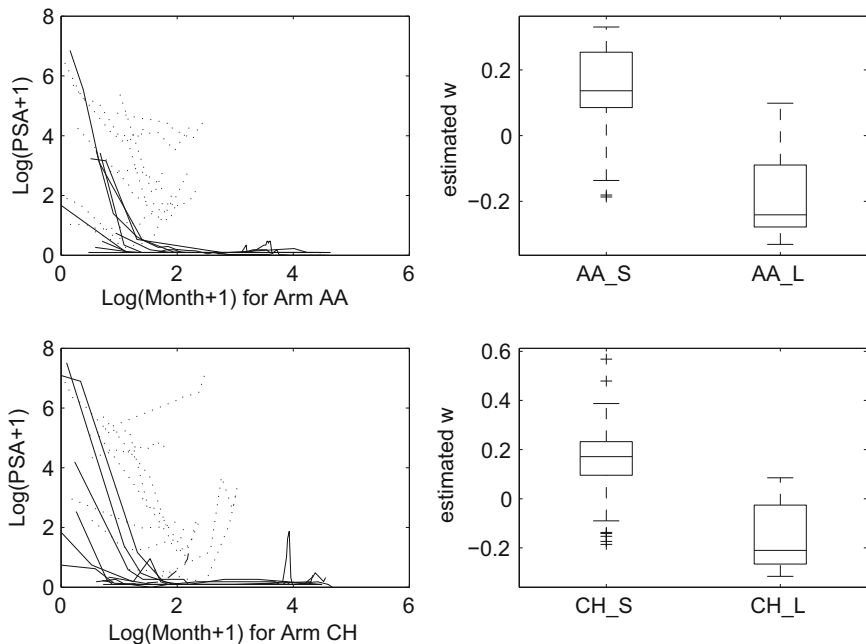 8
6
4
2
0
Log(PSA+1)
0 2 4 6
Log(Month+1) for Arm AA
0.2
0
−0.2
estimated w
AA_S AA_L
8
6
4
2
0
Log(PSA+1)
0 2 4 6
Log(Month+1) for Arm CH
0.6
0.4
0.2
0
−0.2
estimated w
CH_S CH_L